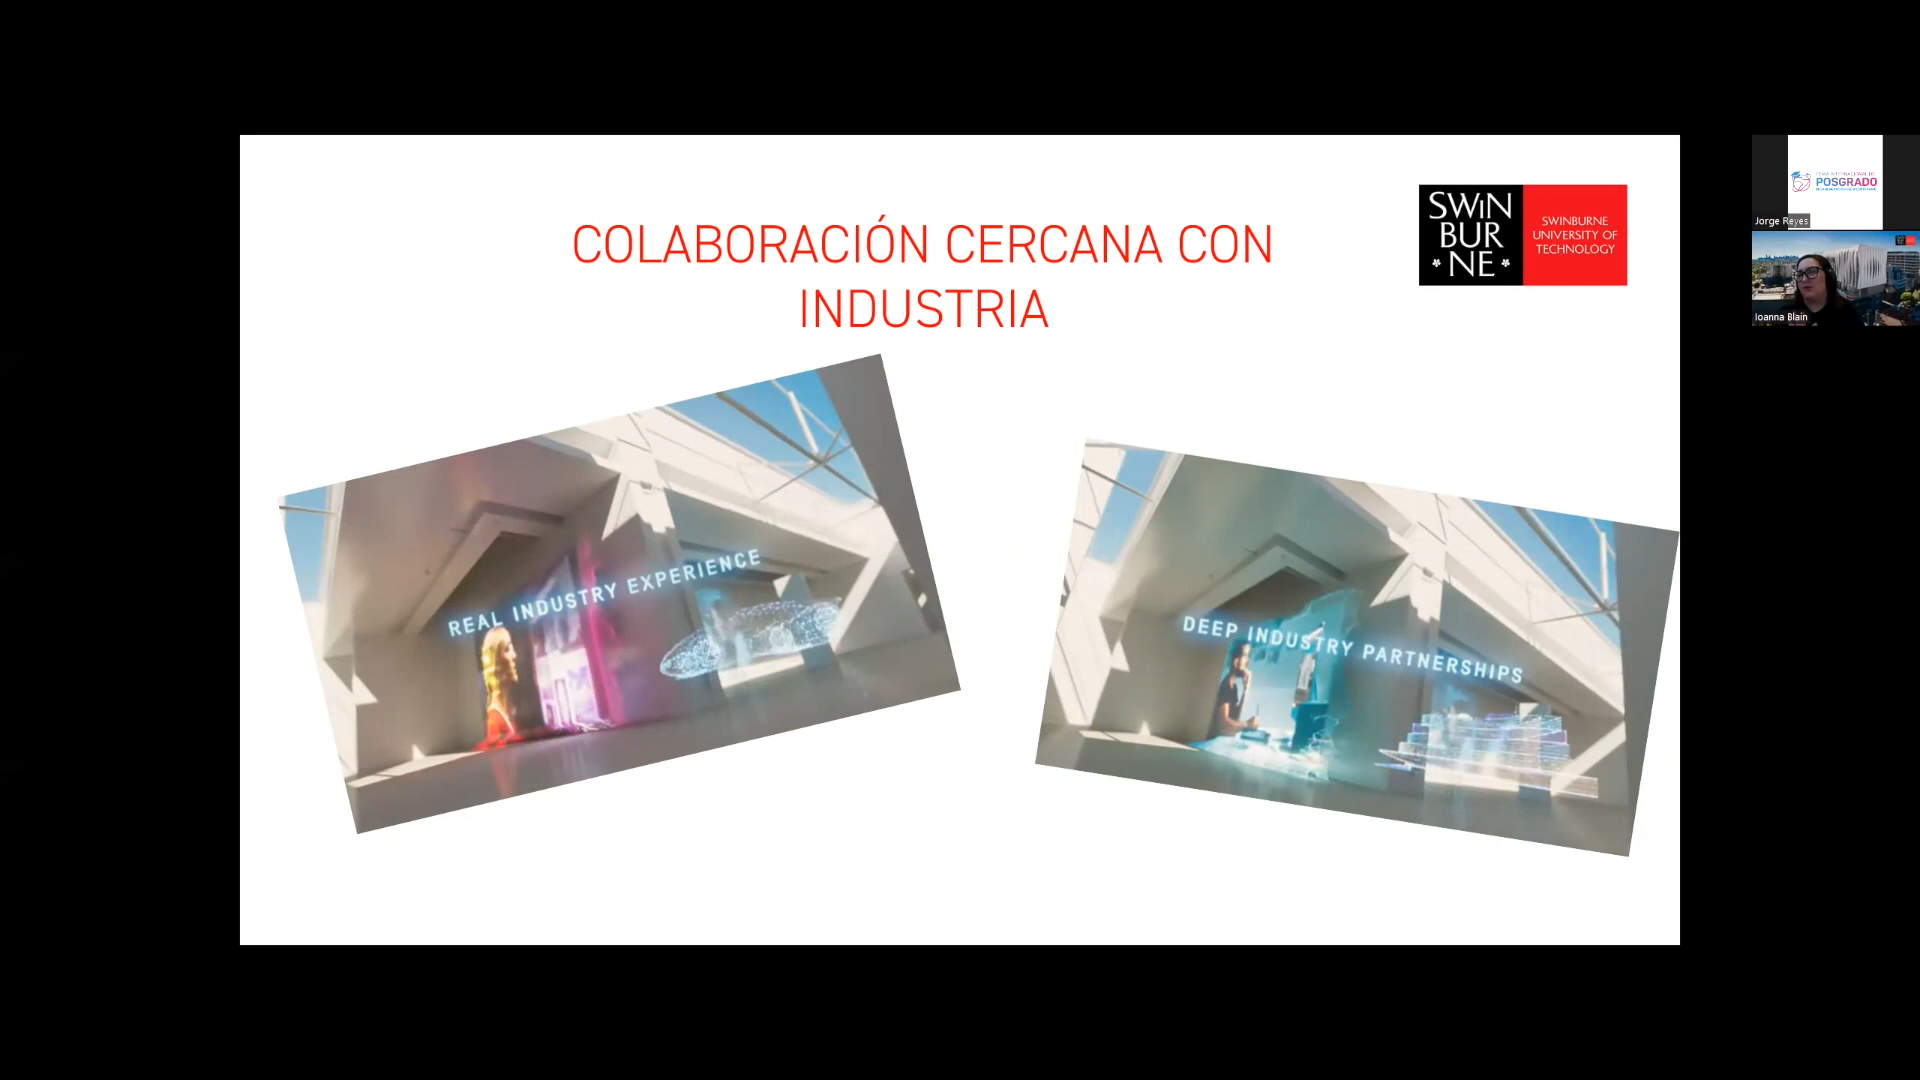 COLABORACIÓN CERCANA CON
INDUSTRIA
SWiN
BUR
NE
SWINBURNE
UNIVERSITY OF
TECHNOLOGY
REAL INDUSTRY EXPERIENCE
DEEP INDUSTRY PARTNERSHIPS
POSGRADO
Jorge Reyes
Ioanna Blain